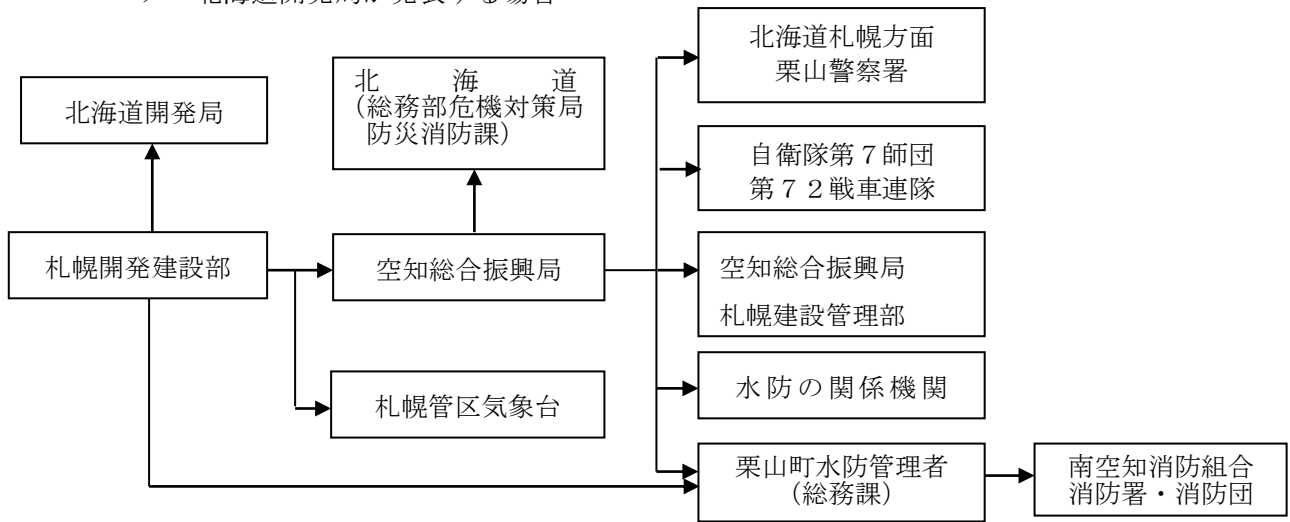 北海道開発局が発表する場合
北海道札幌方面
栗山警察署
北海道
(総務部危機対策局
防災消防課)
北海道開発局
自衛隊第7師団
第72戦車連隊
札幌開発建設部
空知総合振興局
空知総合振興局
札幌建設管理部
水防の関係機関
札幌管区気象台
栗山町水防管理者
(総務課)
南空知消防組合
消防署・消防団